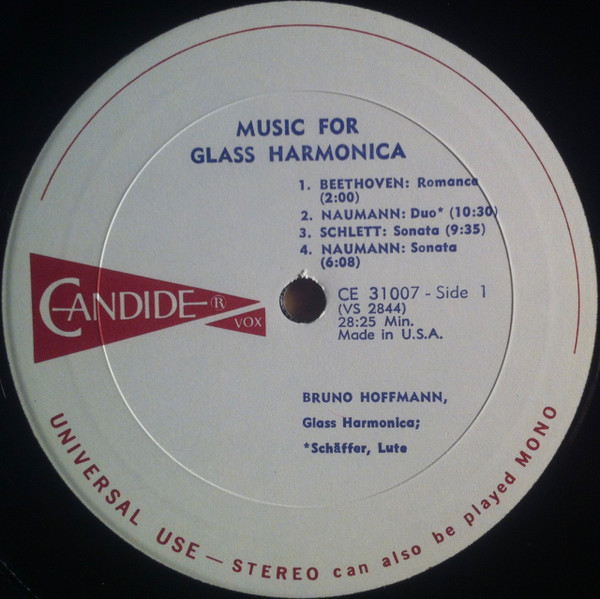 MUSIC FOR
GLASS HARMONICA
1. BEETHOVEN: Romance
(2:00)
2. NAUMANN: Duo* (10:30)
3. SCHLETT: Sonata (9:35)
4. NAUMANN: Sonata
(6:08)
CANDIDE ®
VOX
CE 31007 - Side 1
(VS 2844)
28:25 Min.
Made in U.S.A.
BRUNO HOFFMANN,
Glass Harmonica;
*Schäffer, Lute
UNIVERSAL USE — STEREO can also be played MONO